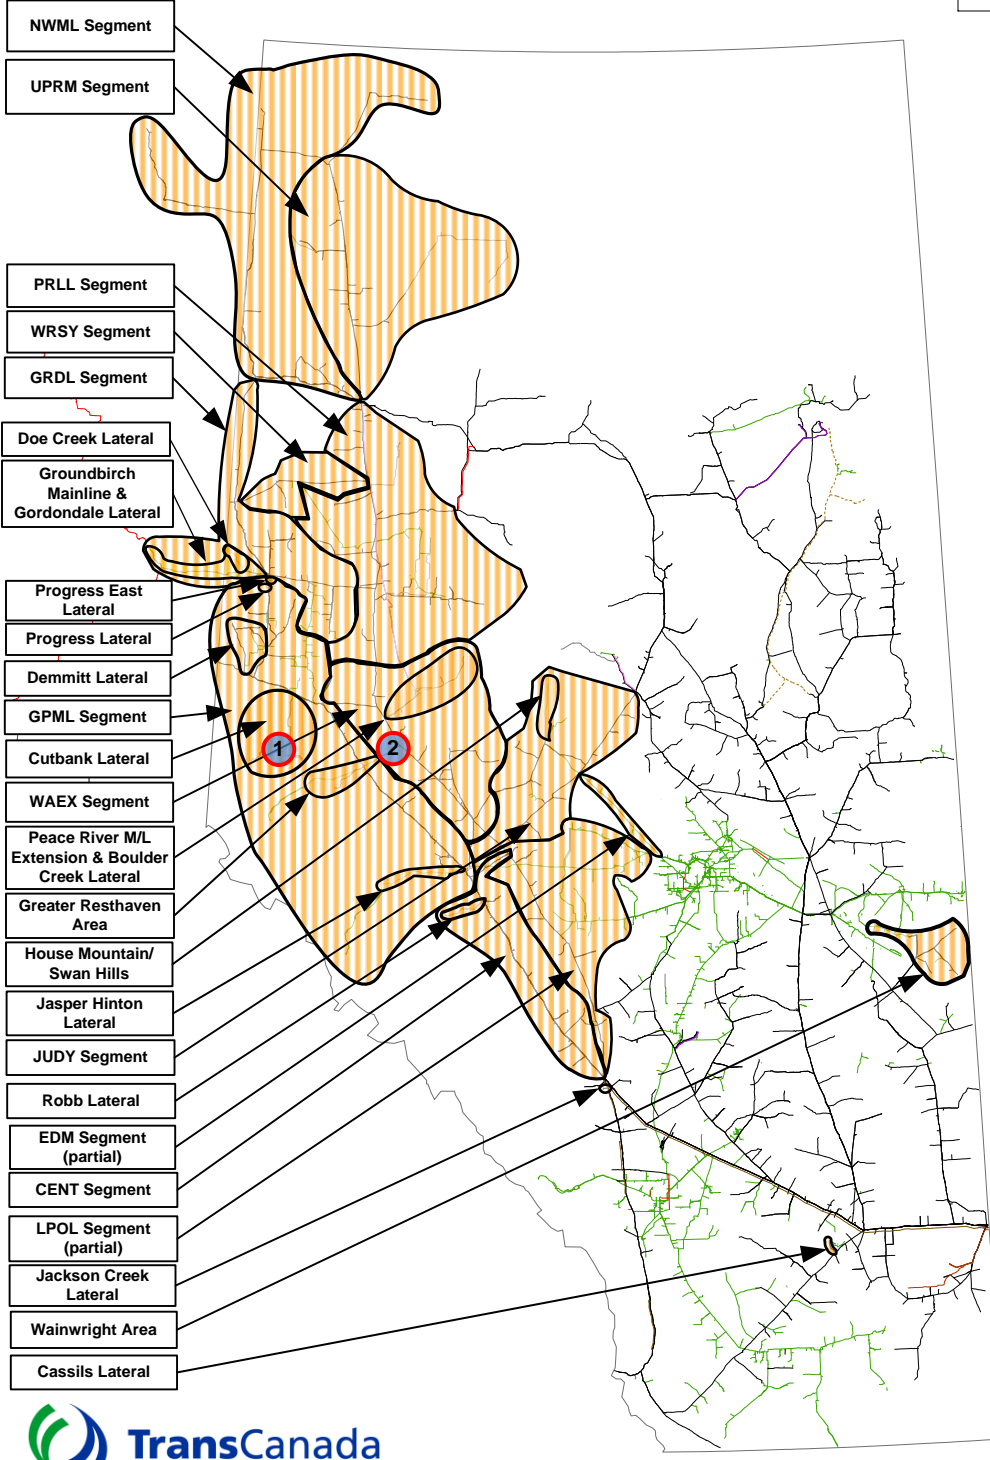 NWML Segment
UPRM Segment
PRLL Segment
WRSY Segment
GRDL Segment
Doe Creek Lateral
Groundbirch
Mainline &
Gordondale Lateral
Progress East
Lateral
Progress Lateral
Demmitt Lateral
GPML Segment
Cutbank Lateral
WAEX Segment
Peace River M/L
Extension & Boulder
Creek Lateral
Greater Resthaven
Area
House Mountain/
Swan Hills
Jasper Hinton
Lateral
JUDY Segment
Robb Lateral
EDM Segment
(partial)
CENT Segment
LPOL Segment
(partial)
Jackson Creek
Lateral
Wainwright Area
Cassils Lateral
1
2
TransCanada